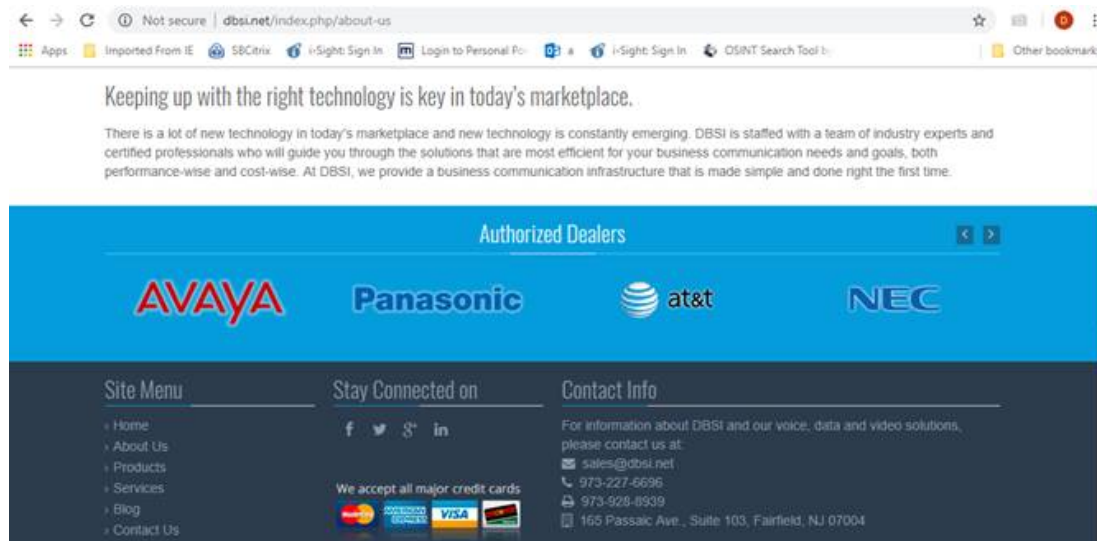 Not secure | dbsi.net/index.php/about-us
D
Apps Imported From IE SBCitrix i-Sight: Sign In Login to Personal a i-Sight: Sign In OSINT Search Tool Other bookmark
Keeping up with the right technology is key in today's marketplace.
There is a lot of new technology in today's marketplace and new technology is constantly emerging. DBSI is staffed with a team of industry experts and
certified professionals who will guide you through the solutions that are most efficient for your business communication needs and goals, both
performance-wise and cost-wise. At DBSI, we provide a business communication infrastructure that is made simple and done right the first time.
Authorized Dealers
AVAYA Panasonic at&t NEC
Site Menu
Home
About Us
Products
Services
Blog
Contact Us
Stay Connected on
f g+ in
We accept all major credit cards
MasterCard AMERICAN EXPRESS VISA
Contact Info
For information about DBSI and our voice, data and video solutions,
please contact us at:
sales@dbsi.net
973-227-6696
973-928-8939
165 Passaic Ave., Suite 103, Fairfield, NJ 07004